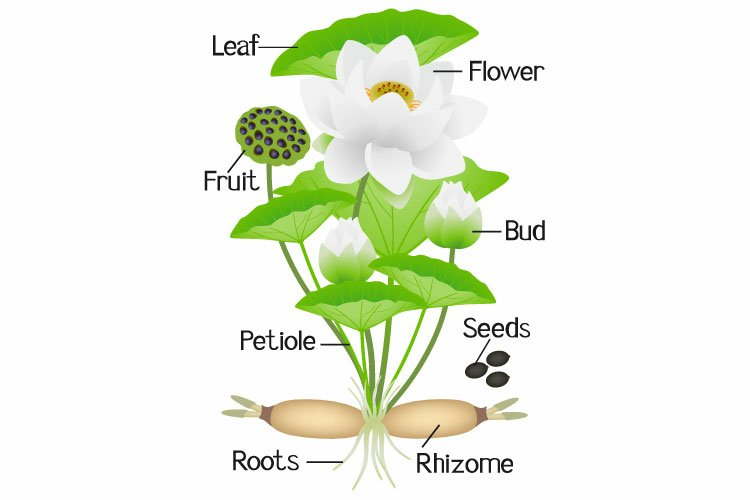 Leaf
Flower
Fruit
Bud
Petiole
Seeds
Roots
Rhizome